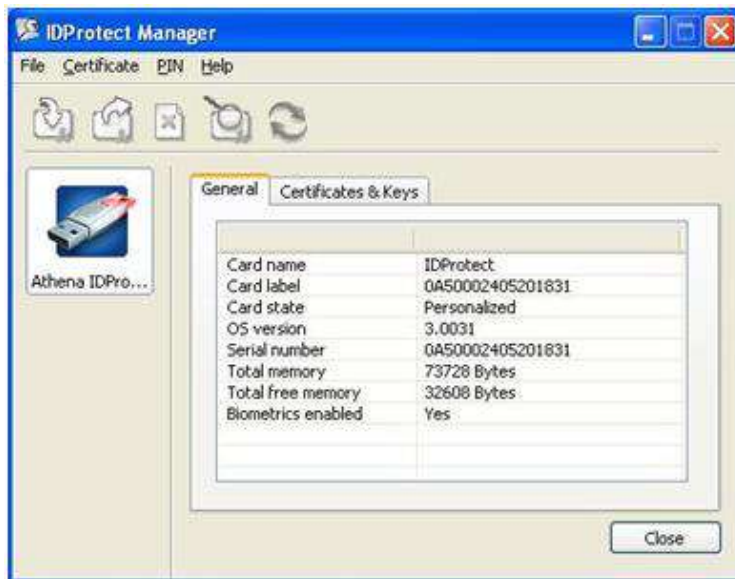 IDProtect Manager
File Certificate PIN Help
General Certificates & Keys
Athena IDPro...
Card name IDProtect
Card label 0A50002405201831
Card state Personalized
OS version 3.0031
Serial number 0A50002405201831
Total memory 73728 Bytes
Total free memory 32608 Bytes
Biometrics enabled Yes
Close